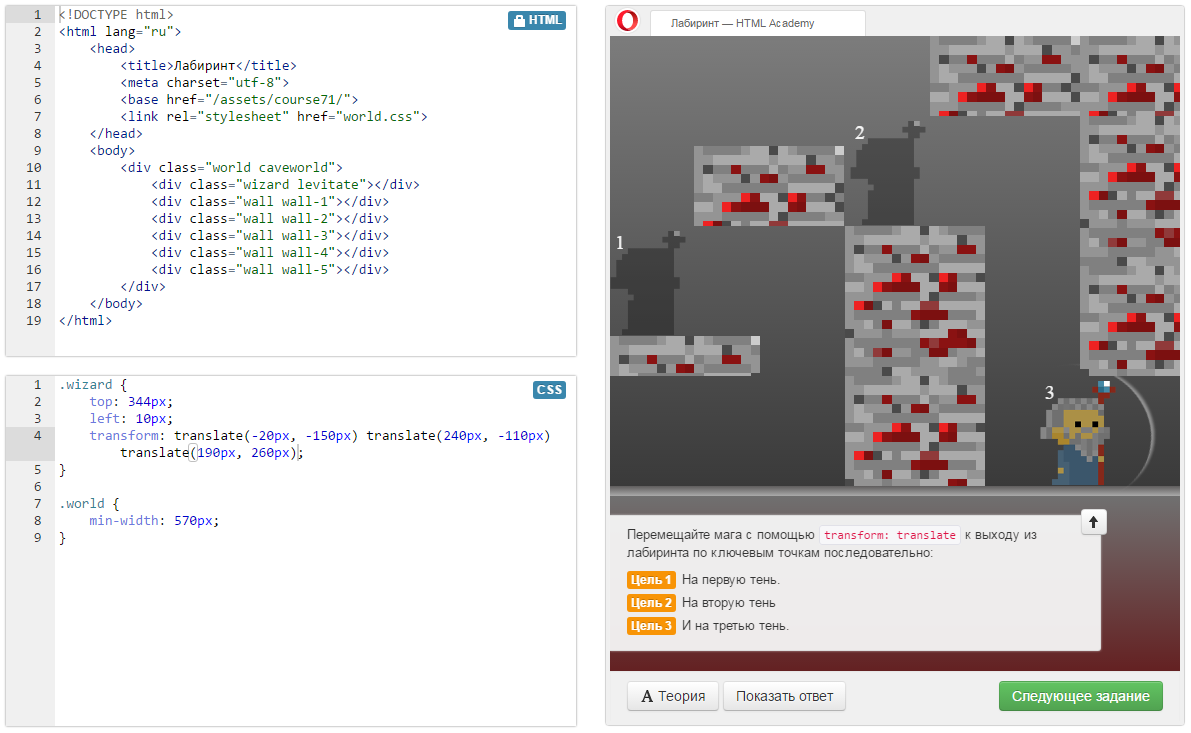 1 <!DOCTYPE html>
HTML
2 <html lang="ru">
3 <head>
4 <title>Лабиринт</title>
5 <meta charset="utf-8">
6 <base href="/assets/course71/">
7 <link rel="stylesheet" href="world.css">
8 </head>
9 <body>
10 <div class="world caveworld">
11 <div class="wizard levitate"></div>
12 <div class="wall wall-1"></div>
13 <div class="wall wall-2"></div>
14 <div class="wall wall-3"></div>
15 <div class="wall wall-4"></div>
16 <div class="wall wall-5"></div>
17 </div>
18 </body>
19 </html>
1 .wizard {
CSS
2 top: 344px;
3 left: 10px;
4 transform: translate(-20px, -150px) translate(240px, -110px)
translate(190px, 260px);
5 }
6
7 .world {
8 min-width: 570px;
9 }
Лабиринт — HTML Academy
2
1
3
Перемещайте мага с помощью transform: translate к выходу из
лабиринта по ключевым точкам последовательно:
Цель 1 На первую тень.
Цель 2 На вторую тень
Цель 3 И на третью тень.
A Теория
Показать ответ
Следующее задание